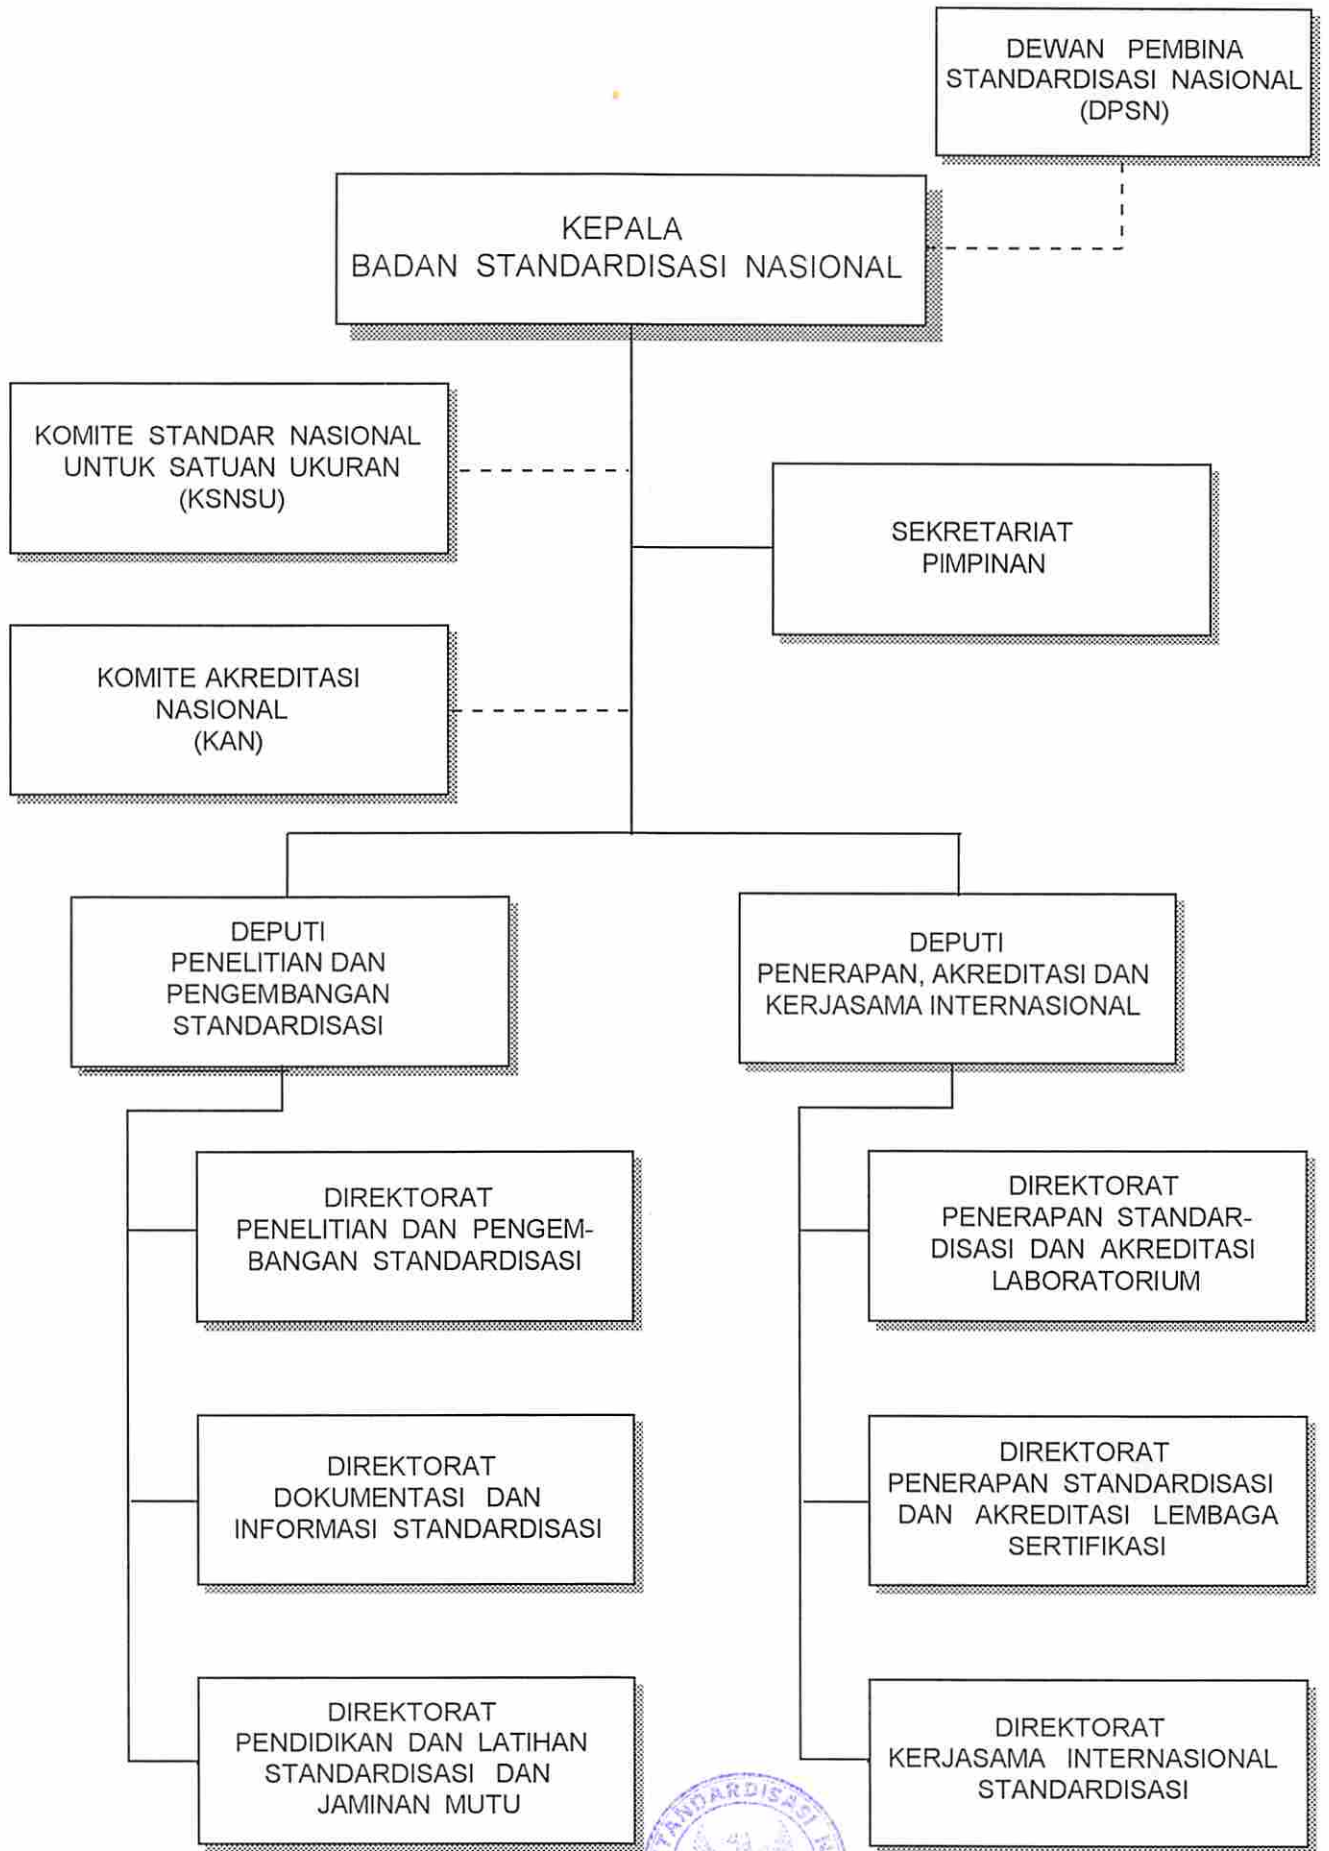 DEWAN PEMBINA
STANDARDISASI NASIONAL
(DPSN)
KEPALA
BADAN STANDARDISASI NASIONAL
KOMITE STANDAR NASIONAL
UNTUK SATUAN UKURAN
(KSNSU)
SEKRETARIAT
PIMPINAN
KOMITE AKREDITASI
NASIONAL
(KAN)
DEPUTI
PENELITIAN DAN
PENGEMBANGAN
STANDARDISASI
DEPUTI
PENERAPAN, AKREDITASI DAN
KERJASAMA INTERNASIONAL
DIREKTORAT
PENELITIAN DAN PENGEM-
BANGAN STANDARDISASI
DIREKTORAT
PENERAPAN STANDAR-
DISASI DAN AKREDITASI
LABORATORIUM
DIREKTORAT
DOKUMENTASI DAN
INFORMASI STANDARDISASI
DIREKTORAT
PENERAPAN STANDARDISASI
DAN AKREDITASI LEMBAGA
SERTIFIKASI
DIREKTORAT
PENDIDIKAN DAN LATIHAN
STANDARDISASI DAN
JAMINAN MUTU
DIREKTORAT
KERJASAMA INTERNASIONAL
STANDARDISASI
TANDARDISASI N